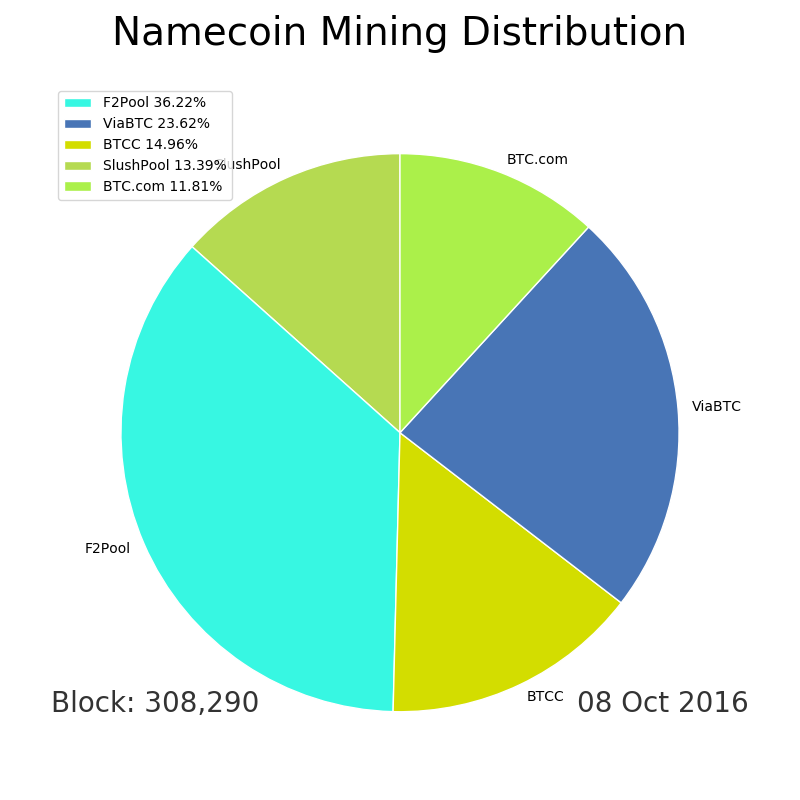 Namecoin Mining Distribution
F2Pool 36.22%
ViaBTC 23.62%
BTCC 14.96%
SlushPool 13.39%
BTC.com 11.81%
SlushPool
BTC.com
ViaBTC
F2Pool
BTCC
Block: 308,290
08 Oct 2016